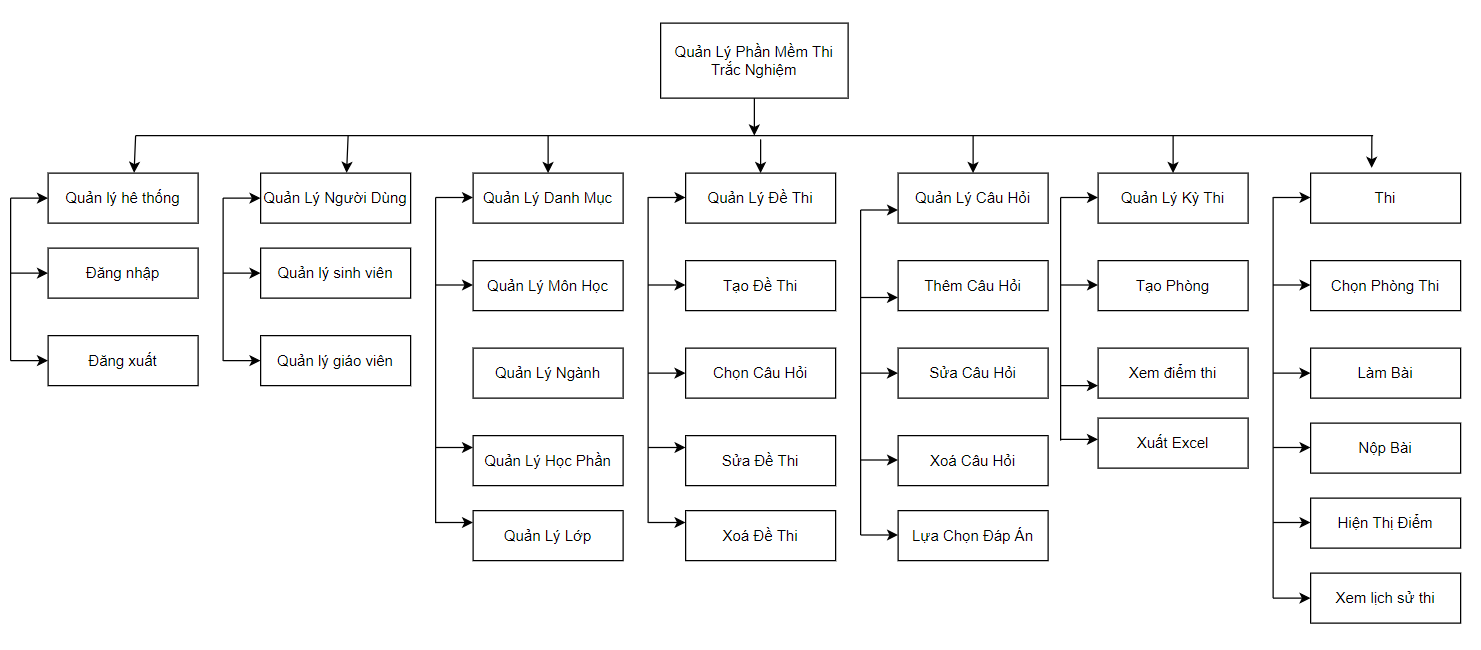 Quản Lý Phần Mềm Thi
Trắc Nghiệm
Quản lý hê thống
Quản Lý Người Dùng
Quản Lý Danh Mục
Quản Lý Đề Thi
Quản Lý Câu Hỏi
Quản Lý Kỳ Thi
Thi
Đăng nhập
Quản lý sinh viên
Quản Lý Môn Học
Tạo Đề Thi
Thêm Câu Hỏi
Tạo Phòng
Chọn Phòng Thi
Đăng xuất
Quản lý giáo viên
Quản Lý Ngành
Chọn Câu Hỏi
Sửa Câu Hỏi
Xem điểm thi
Làm Bài
Quản Lý Học Phần
Sửa Đề Thi
Xoá Câu Hỏi
Xuất Excel
Nộp Bài
Quản Lý Lớp
Xoá Đề Thi
Lựa Chọn Đáp Án
Hiện Thị Điểm
Xem lịch sử thi